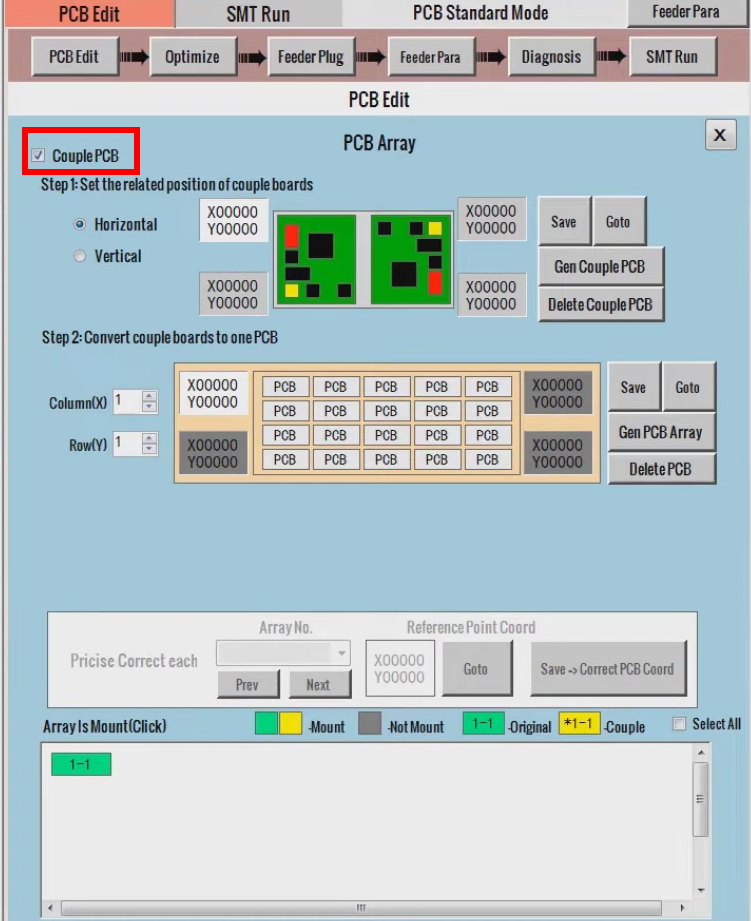 PCB Edit SMT Run PCB Standard Mode Feeder Para
PCB Edit Optimize Feeder Plug Feeder Para Diagnosis SMT Run
PCB Edit
PCB Array X
Couple PCB
Step 1: Set the related position of couple boards
Horizontal
Vertical
X00000
Y00000
X00000
Y00000
X00000
Y00000
X00000
Y00000
Save Goto
Gen Couple PCB
Delete Couple PCB
Step 2: Convert couple boards to one PCB
Column(X) 1
Row(Y) 1
X00000
Y00000
X00000
Y00000
PCB PCB PCB PCB PCB
PCB PCB PCB PCB PCB
PCB PCB PCB PCB PCB
PCB PCB PCB PCB PCB
X00000
Y00000
X00000
Y00000
Save Goto
Gen PCB Array
Delete PCB
Array No. Reference Point Coord
Pricise Correct each
Prev Next
X00000
Y00000
Goto
Save -> Correct PCB Coord
Array Is Mount(Click) -Mount -Not Mount 1-1 -Original *1-1 -Couple Select All
1-1